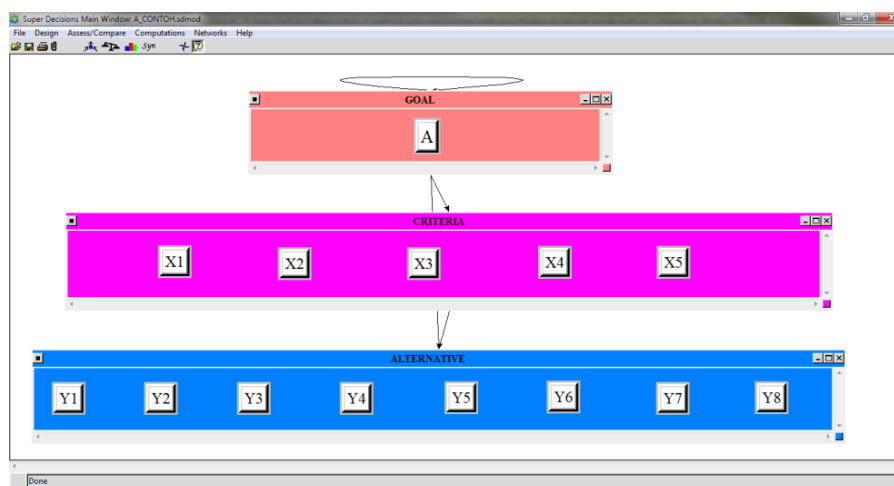 Super Decisions Main Window: A_CONTOH.sdmod
File Design Assess/Compare Computations Networks Help
Syn
GOAL
A
CRITERIA
X1 X2 X3 X4 X5
ALTERNATIVE
Y1 Y2 Y3 Y4 Y5 Y6 Y7 Y8
Done